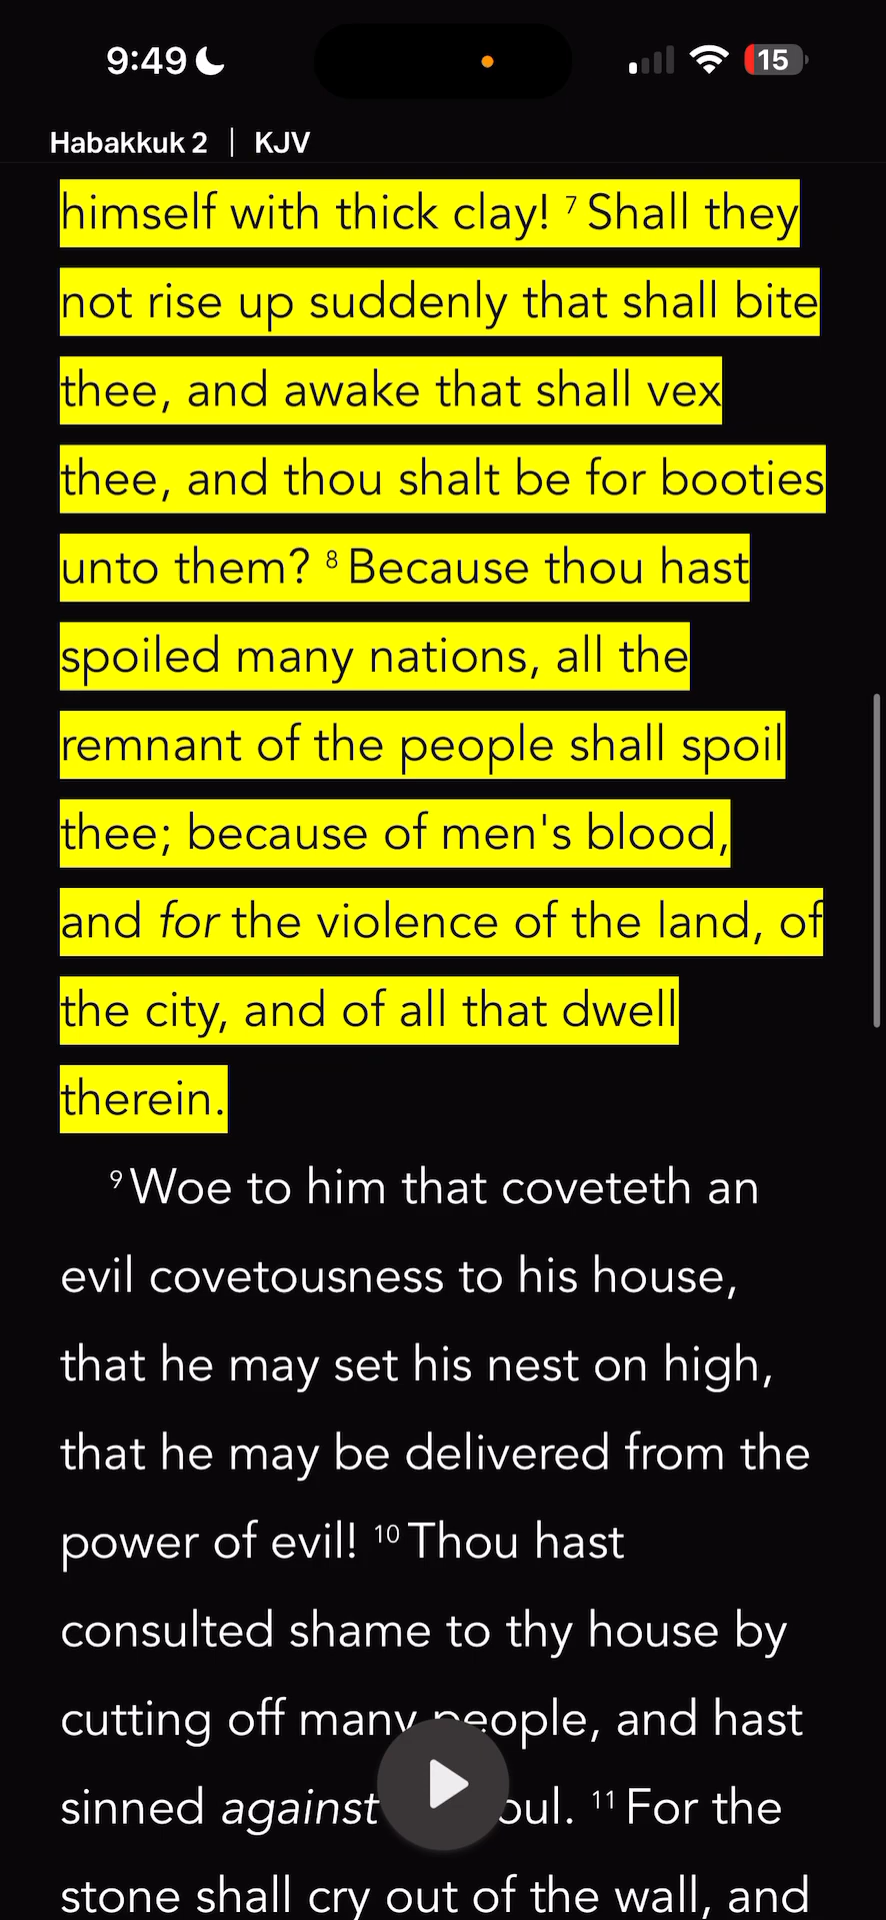 9:49
15
Habakkuk 2 | KJV
himself with thick clay! 7 Shall they
not rise up suddenly that shall bite
thee, and awake that shall vex
thee, and thou shalt be for booties
unto them? 8 Because thou hast
spoiled many nations, all the
remnant of the people shall spoil
thee; because of men's blood,
and for the violence of the land, of
the city, and of all that dwell
therein.
9 Woe to him that coveteth an
evil covetousness to his house,
that he may set his nest on high,
that he may be delivered from the
power of evil! 10 Thou hast
consulted shame to thy house by
cutting off many people, and hast
sinned against oul. 11 For the
stone shall cry out of the wall, and